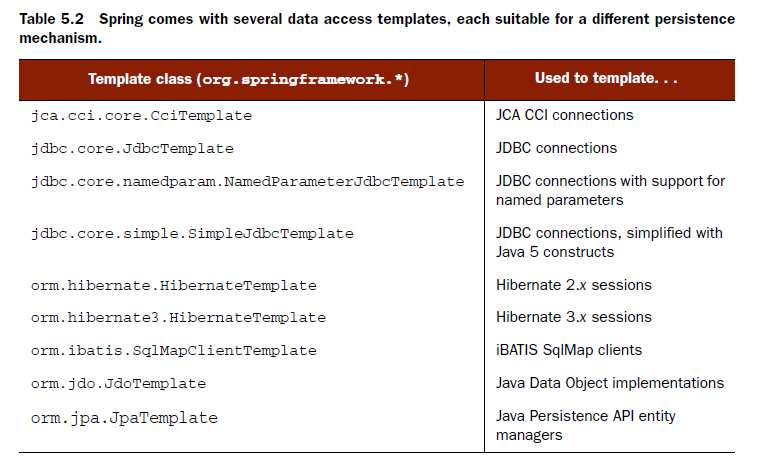 Table 5.2 Spring comes with several data access templates, each suitable for a different persistence
mechanism.
Template class (org.springframework.*) Used to template. . .
jca.cci.core.CciTemplate JCA CCI connections
jdbc.core.JdbcTemplate JDBC connections
jdbc.core.namedparam.NamedParameterJdbcTemplate JDBC connections with support for
named parameters
jdbc.core.simple.SimpleJdbcTemplate JDBC connections, simplified with
Java 5 constructs
orm.hibernate.HibernateTemplate Hibernate 2.x sessions
orm.hibernate3.HibernateTemplate Hibernate 3.x sessions
orm.ibatis.SqlMapClientTemplate iBATIS SqlMap clients
orm.jdo.JdoTemplate Java Data Object implementations
orm.jpa.JpaTemplate Java Persistence API entity
managers